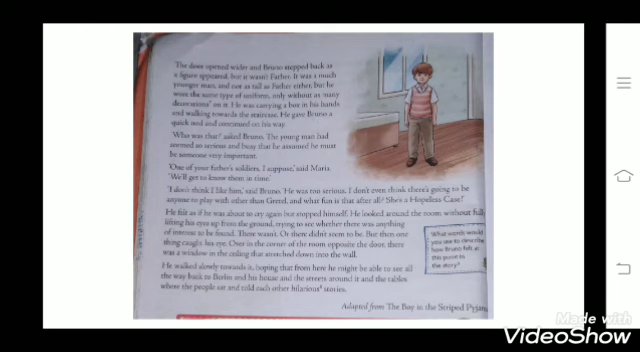 'The door opened wider and Bruno stepped back as
a figure appeared, but it wasn't Father. It was a much
younger man, and not as tall as Father either, but he
wore the same type of uniform, only without as many
decorations on it. He was carrying a box in his hands
and walking towards the staircase. He gave Bruno a
quick nod and continued on his way.
'Who was that?' asked Bruno. The young man had
seemed so serious and busy that he assumed he must
be someone very important.
'One of your father's soldiers, I suppose,' said Maria.
'We'll get to know them in time.'
'I don't think I like him,' said Bruno. 'He was too serious. I don't even think there's going to be
anyone to play with other than Gretel, and what fun is that after all? She's a Hopeless Case!'
He felt as if he was about to cry again but stopped himself. He looked around the room without full
lifting his eyes up from the ground, trying to see whether there was anything
of interest to be found. There wasn't. Or there didn't seem to be. But then one
thing caught his eye. Over in the corner of the room opposite the door, there
was a window in the ceiling that stretched down into the wall.
What words would
you use to describe
how Bruno felt at
this point in
the story?
He walked slowly towards it, hoping that from here he might be able to see all
the way back to Berlin and his house and the streets around it and the tables
where the people sat and told each other hilarious stories.
Adapted from The Boy in the Striped Pyjam
Made with
VideoShow